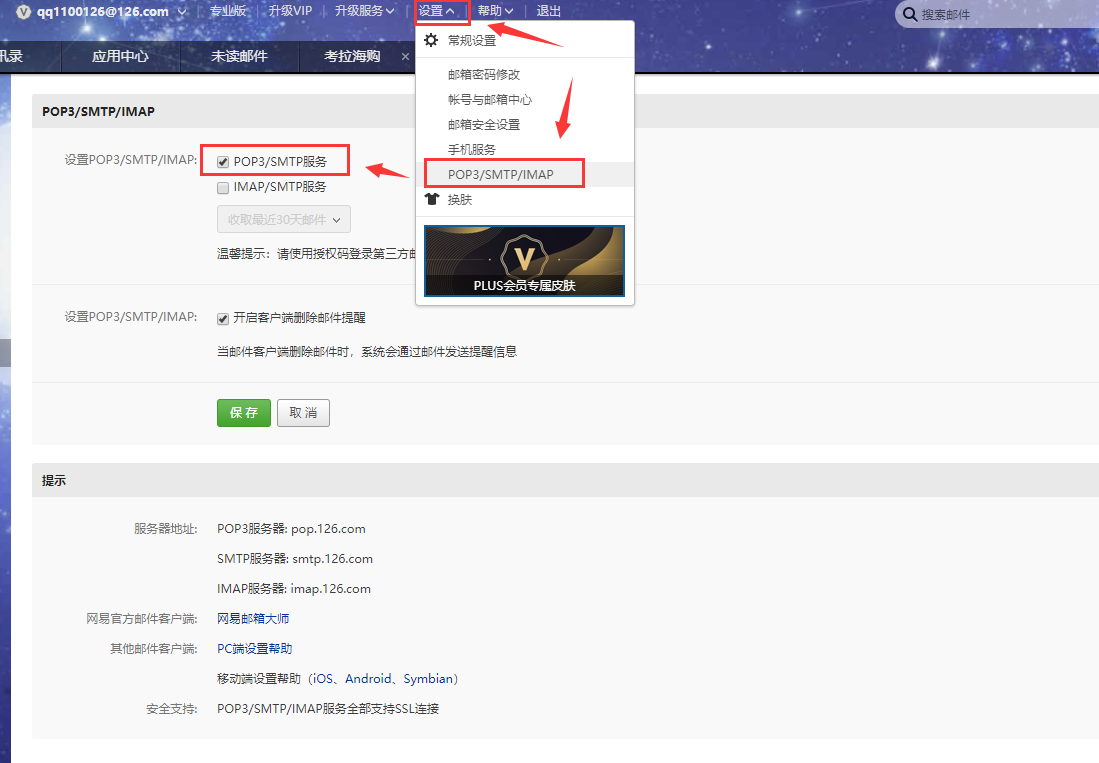 qq1100126@126.com 专业版 升级VIP 升级服务 设置 帮助 退出
搜索邮件
讯录 应用中心 未读邮件 考拉海购 ×
常规设置
邮箱密码修改
帐号与邮箱中心
邮箱安全设置
手机服务
POP3/SMTP/IMAP
换肤
V
PLUS会员专属皮肤
POP3/SMTP/IMAP
设置POP3/SMTP/IMAP: POP3/SMTP服务
IMAP/SMTP服务
收取最近30天邮件
温馨提示：请使用授权码登录第三方邮
设置POP3/SMTP/IMAP: 开启客户端删除邮件提醒
当邮件客户端删除邮件时，系统会通过邮件发送提醒信息
保存 取消
提示
服务器地址: POP3服务器: pop.126.com
SMTP服务器: smtp.126.com
IMAP服务器: imap.126.com
网易官方邮件客户端: 网易邮箱大师
其他邮件客户端: PC端设置帮助
移动端设置帮助（iOS、Android、Symbian）
安全支持: POP3/SMTP/IMAP服务全部支持SSL连接